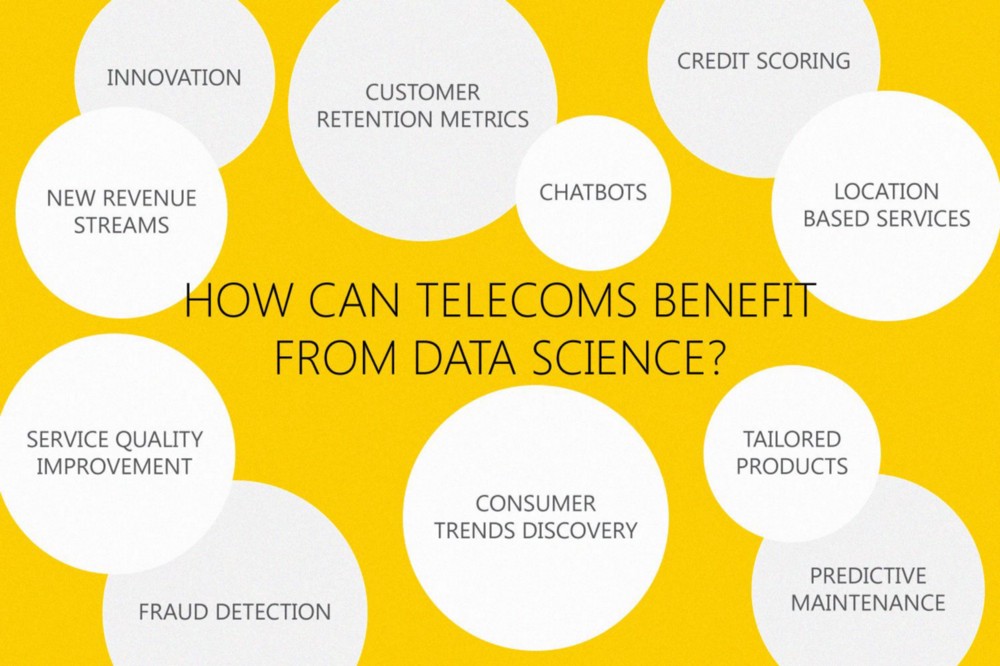 INNOVATION
CUSTOMER
RETENTION METRICS
CREDIT SCORING
NEW REVENUE
STREAMS
CHATBOTS
LOCATION
BASED SERVICES
HOW CAN TELECOMS BENEFIT
FROM DATA SCIENCE?
SERVICE QUALITY
IMPROVEMENT
CONSUMER
TRENDS DISCOVERY
TAILORED
PRODUCTS
FRAUD DETECTION
PREDICTIVE
MAINTENANCE